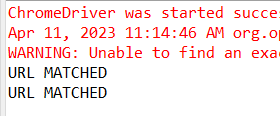 ChromeDriver was started succe
Apr 11, 2023 11:14:46 AM org.op
WARNING: Unable to find an exa
URL MATCHED
URL MATCHED